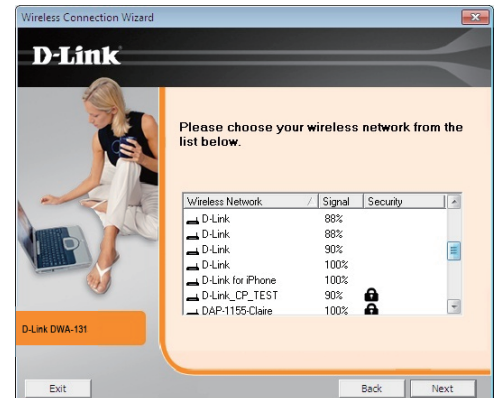 Wireless Connection Wizard
D-Link
Please choose your wireless network from the
list below.
Wireless Network / Signal Security
D-Link 88%
D-Link 88%
D-Link 90%
D-Link 100%
D-Link for iPhone 100%
D-Link_CP_TEST 90%
DAP-1155-Claire 100%
D-Link DWA-131
Exit Back Next